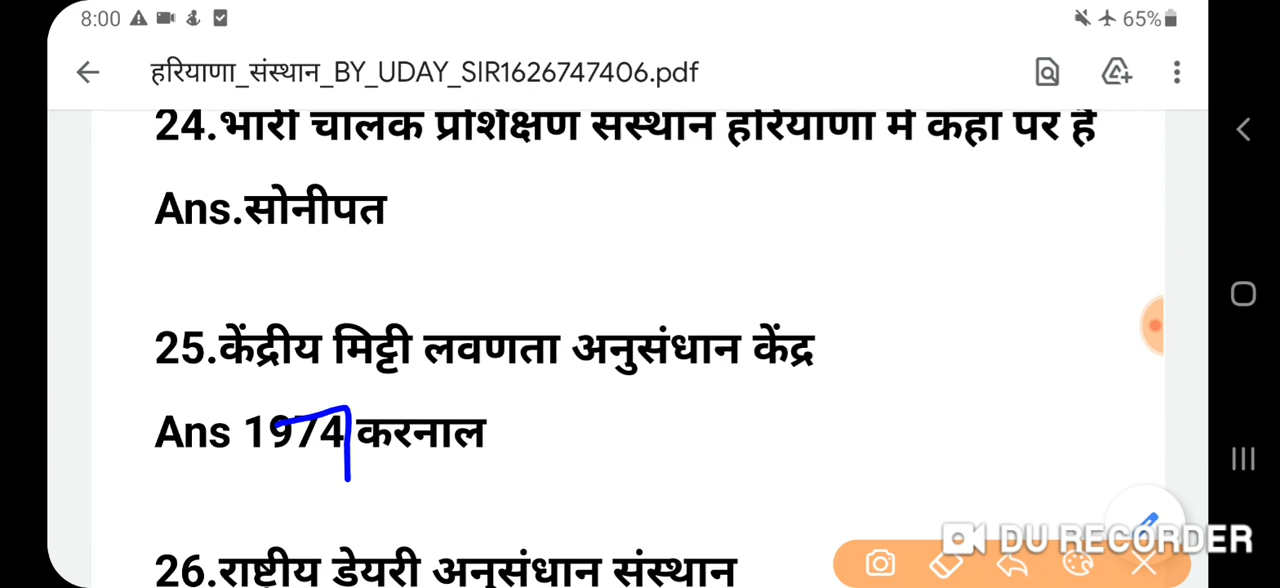 8:00 65%
हरियाणा_संस्थान_BY_UDAY_SIR1626747406.pdf
24.भारी चालक प्रशिक्षण संस्थान हरियाणा में कहां पर है
Ans.सोनीपत
25.केंद्रीय मिट्टी लवणता अनुसंधान केंद्र
Ans 1974 करनाल
DU RECORDER
26.राष्ट्रीय डेयरी अनुसंधान संस्थान